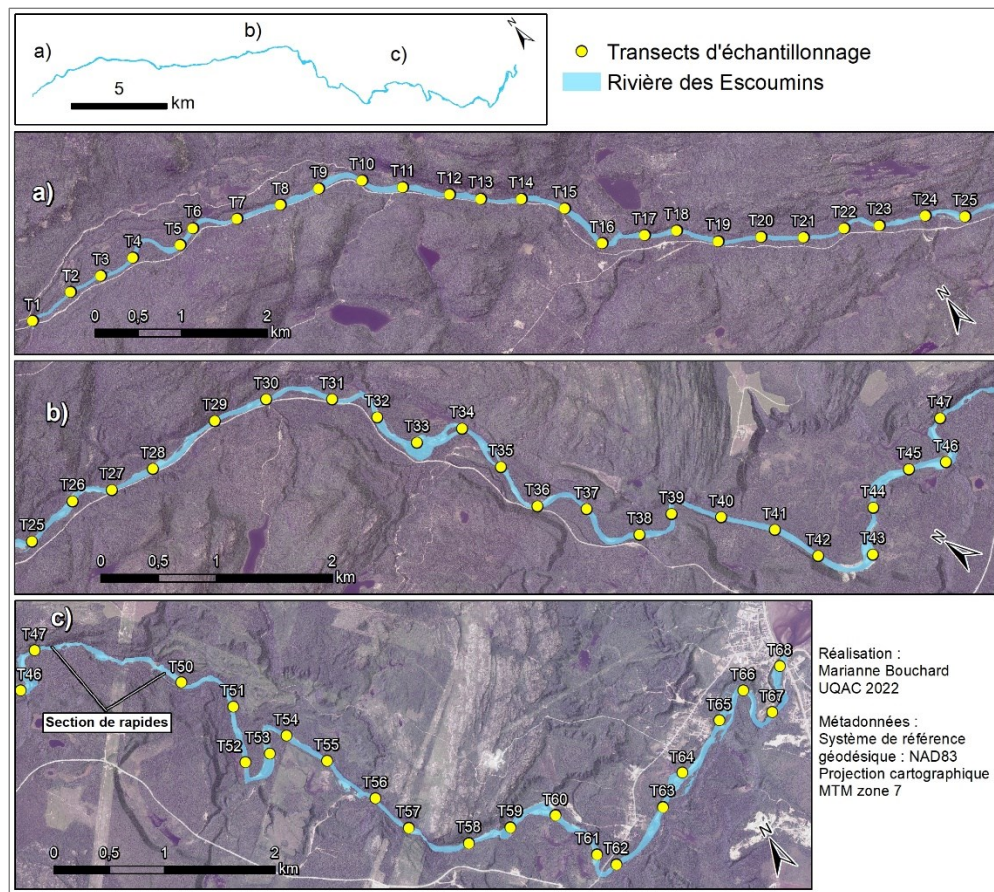 a)
b)
c)
N
5
km
Transects d'échantillonnage
Rivière des Escoumins
a)
T1
T2
T3
T4
T5
T6
T7
T8
T9
T10
T11
T12
T13
T14
T15
T16
T17
T18
T19
T20
T21
T22
T23
T24
T25
0 0,5 1 2
km
N
b)
T25
T26
T27
T28
T29
T30
T31
T32
T33
T34
T35
T36
T37
T38
T39
T40
T41
T42
T43
T44
T45
T46
T47
0 0,5 1 2
km
N
c)
T46
T47
Section de rapides
T50
T51
T52
T53
T54
T55
T56
T57
T58
T59
T60
T61
T62
T63
T64
T65
T66
T67
T68
0 0,5 1 2
km
N
Réalisation :
Marianne Bouchard
UQAC 2022
Métadonnées :
Système de référence
géodésique : NAD83
Projection cartographique
MTM zone 7